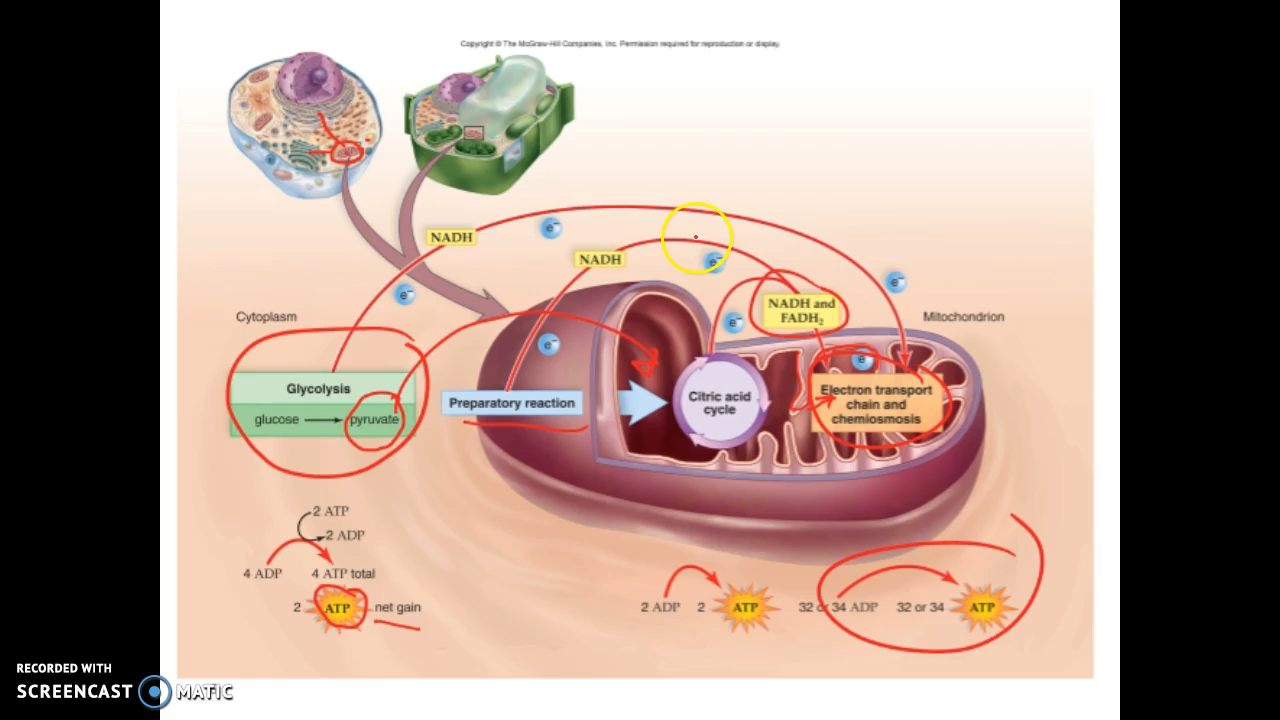 Copyright © The McGraw-Hill Companies, Inc. Permission required for reproduction or display.
e⁻
NADH
NADH
e⁻
e⁻
e⁻
NADH and
FADH₂
Cytoplasm
e⁻
Mitochondrion
e⁻
e
Glycolysis
glucose → pyruvate
Preparatory reaction
Citric acid
cycle
Electron transport
chain and
chemiosmosis
2 ATP
2 ADP
4 ADP
4 ATP total
2 ATP net gain
2 ADP
2 ATP
32 or 34 ADP
32 or 34 ATP
RECORDED WITH
SCREENCAST MATIC